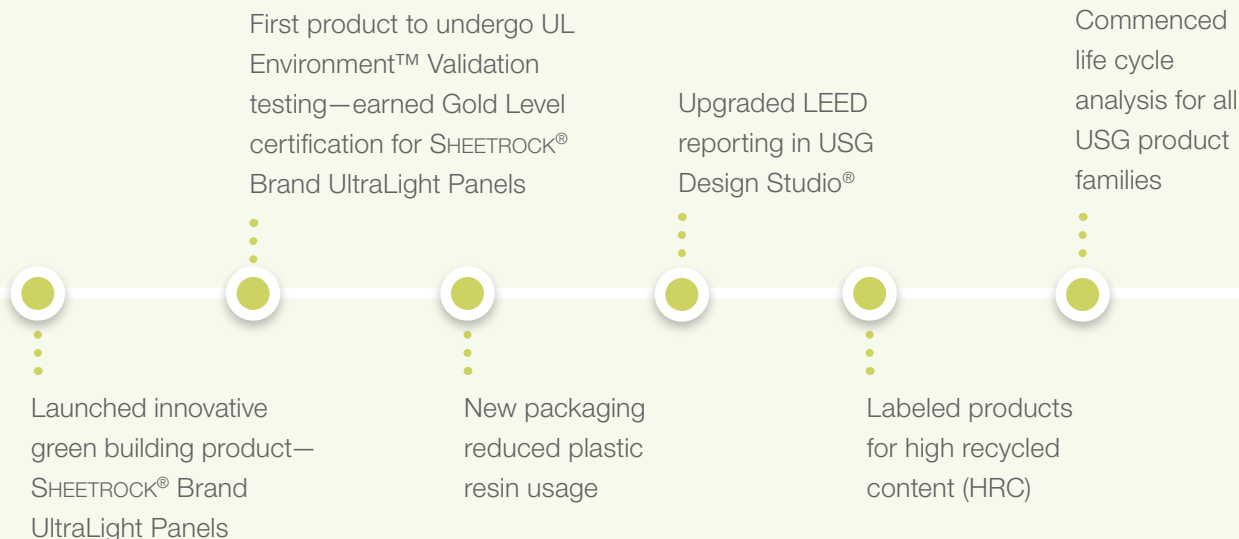 First product to undergo UL
Environment™ Validation
testing—earned Gold Level
certification for SHEETROCK®
Brand UltraLight Panels
Upgraded LEED
reporting in USG
Design Studio®
Commenced
life cycle
analysis for all
USG product
families
Launched innovative
green building product—
SHEETROCK® Brand
UltraLight Panels
New packaging
reduced plastic
resin usage
Labeled products
for high recycled
content (HRC)